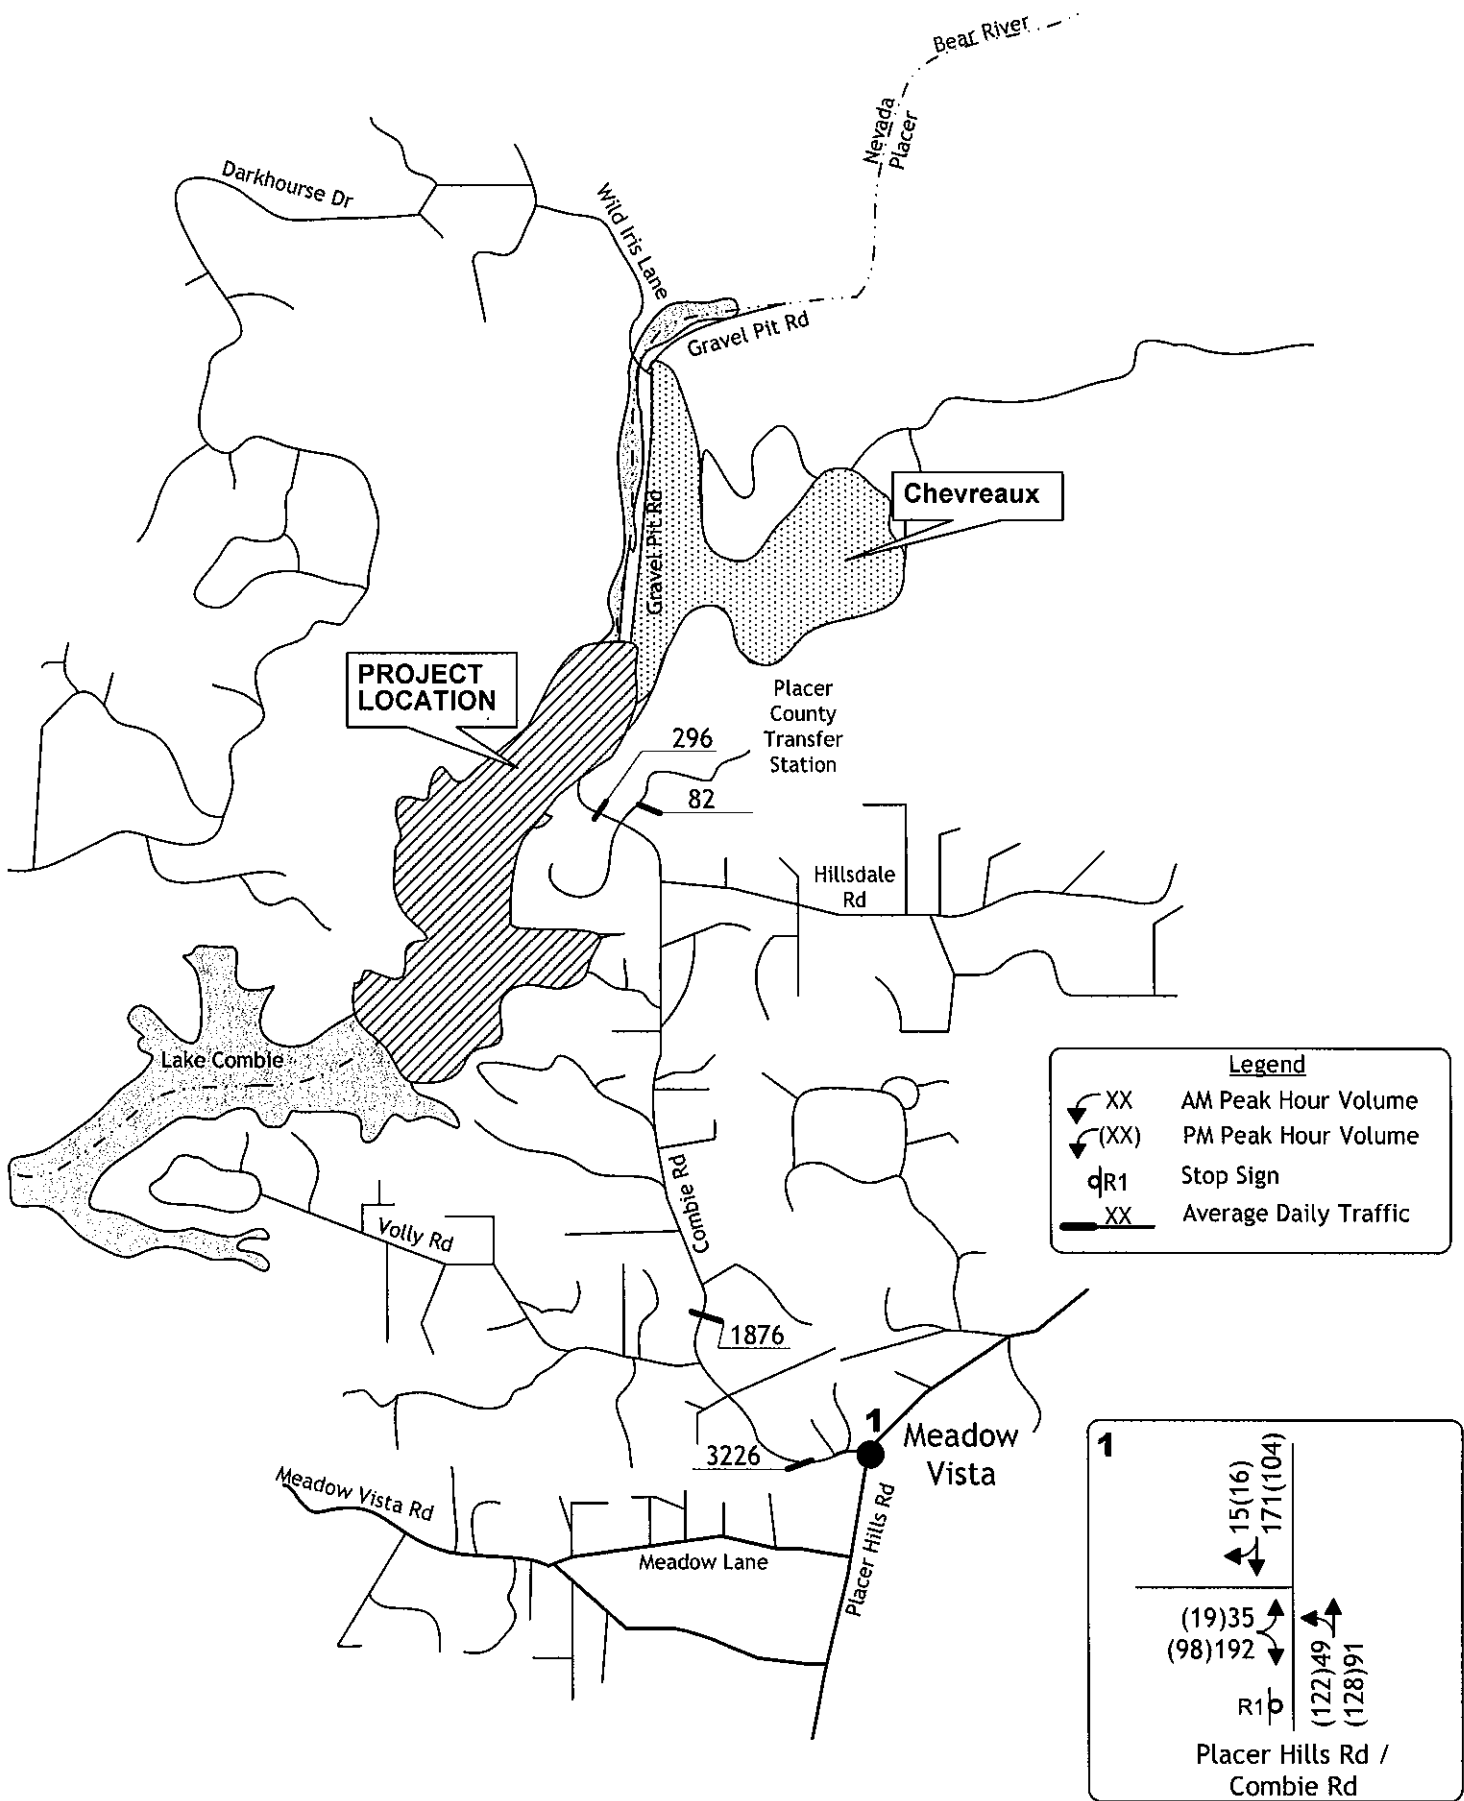 Bear River
Nevada
Placer
Darkhourse Dr
Wild Iris Lane
Gravel Pit Rd
Chevreaux
Gravel Pit Rd
PROJECT
LOCATION
Placer
County
Transfer
Station
296
82
Hillsdale
Rd
Lake Combie
Legend
XX AM Peak Hour Volume
(XX) PM Peak Hour Volume
R1 Stop Sign
XX Average Daily Traffic
Combie Rd
Volly Rd
1876
1
Meadow
Vista
3226
Meadow Vista Rd
Placer Hills Rd
Meadow Lane
1
15(16)
171(104)
(19)35
(98)192
(122)49
(128)91
R1
Placer Hills Rd /
Combie Rd